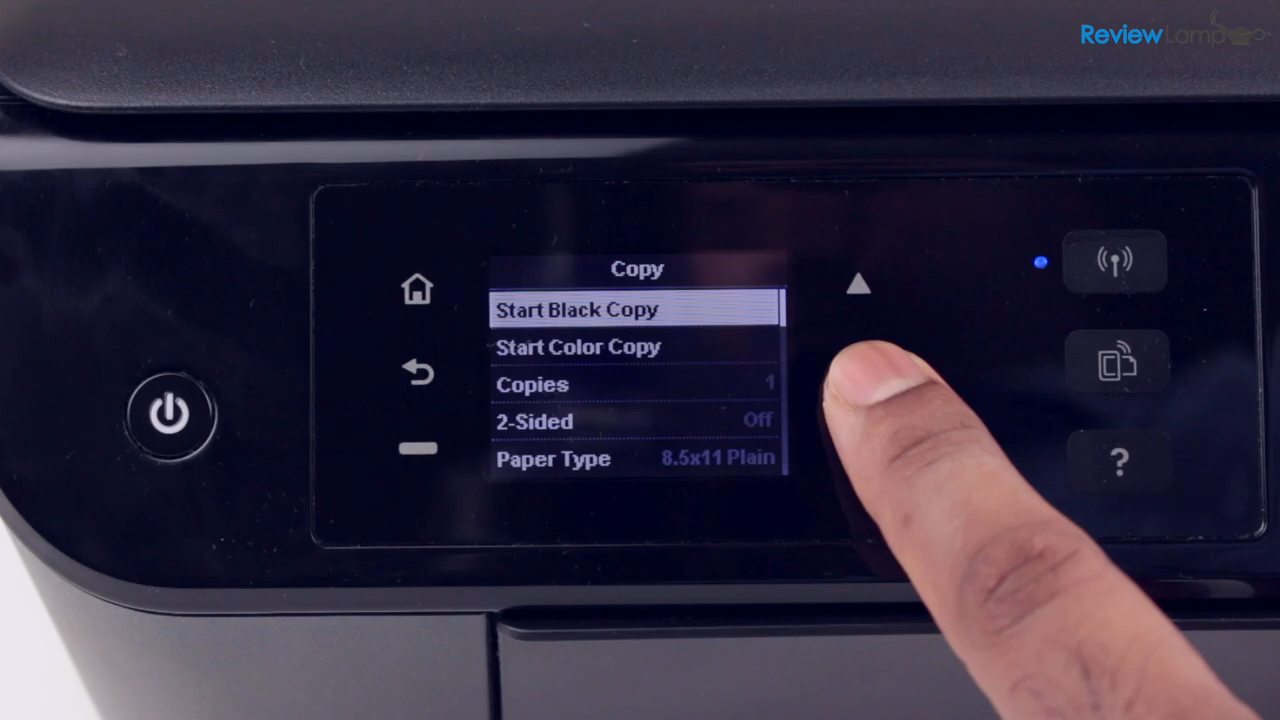 ReviewLamp
Copy
Start Black Copy
Start Color Copy
Copies 1
2-Sided Off
Paper Type 8.5x11 Plain
?